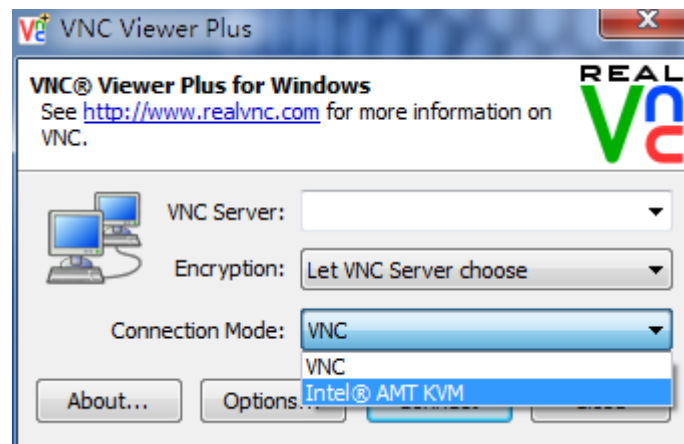 VNC Viewer Plus
VNC® Viewer Plus for Windows
See http://www.realvnc.com for more information on
VNC.
REAL
VNC
VNC Server:
Encryption: Let VNC Server choose
Connection Mode: VNC
VNC
Intel® AMT KVM
About... Options...